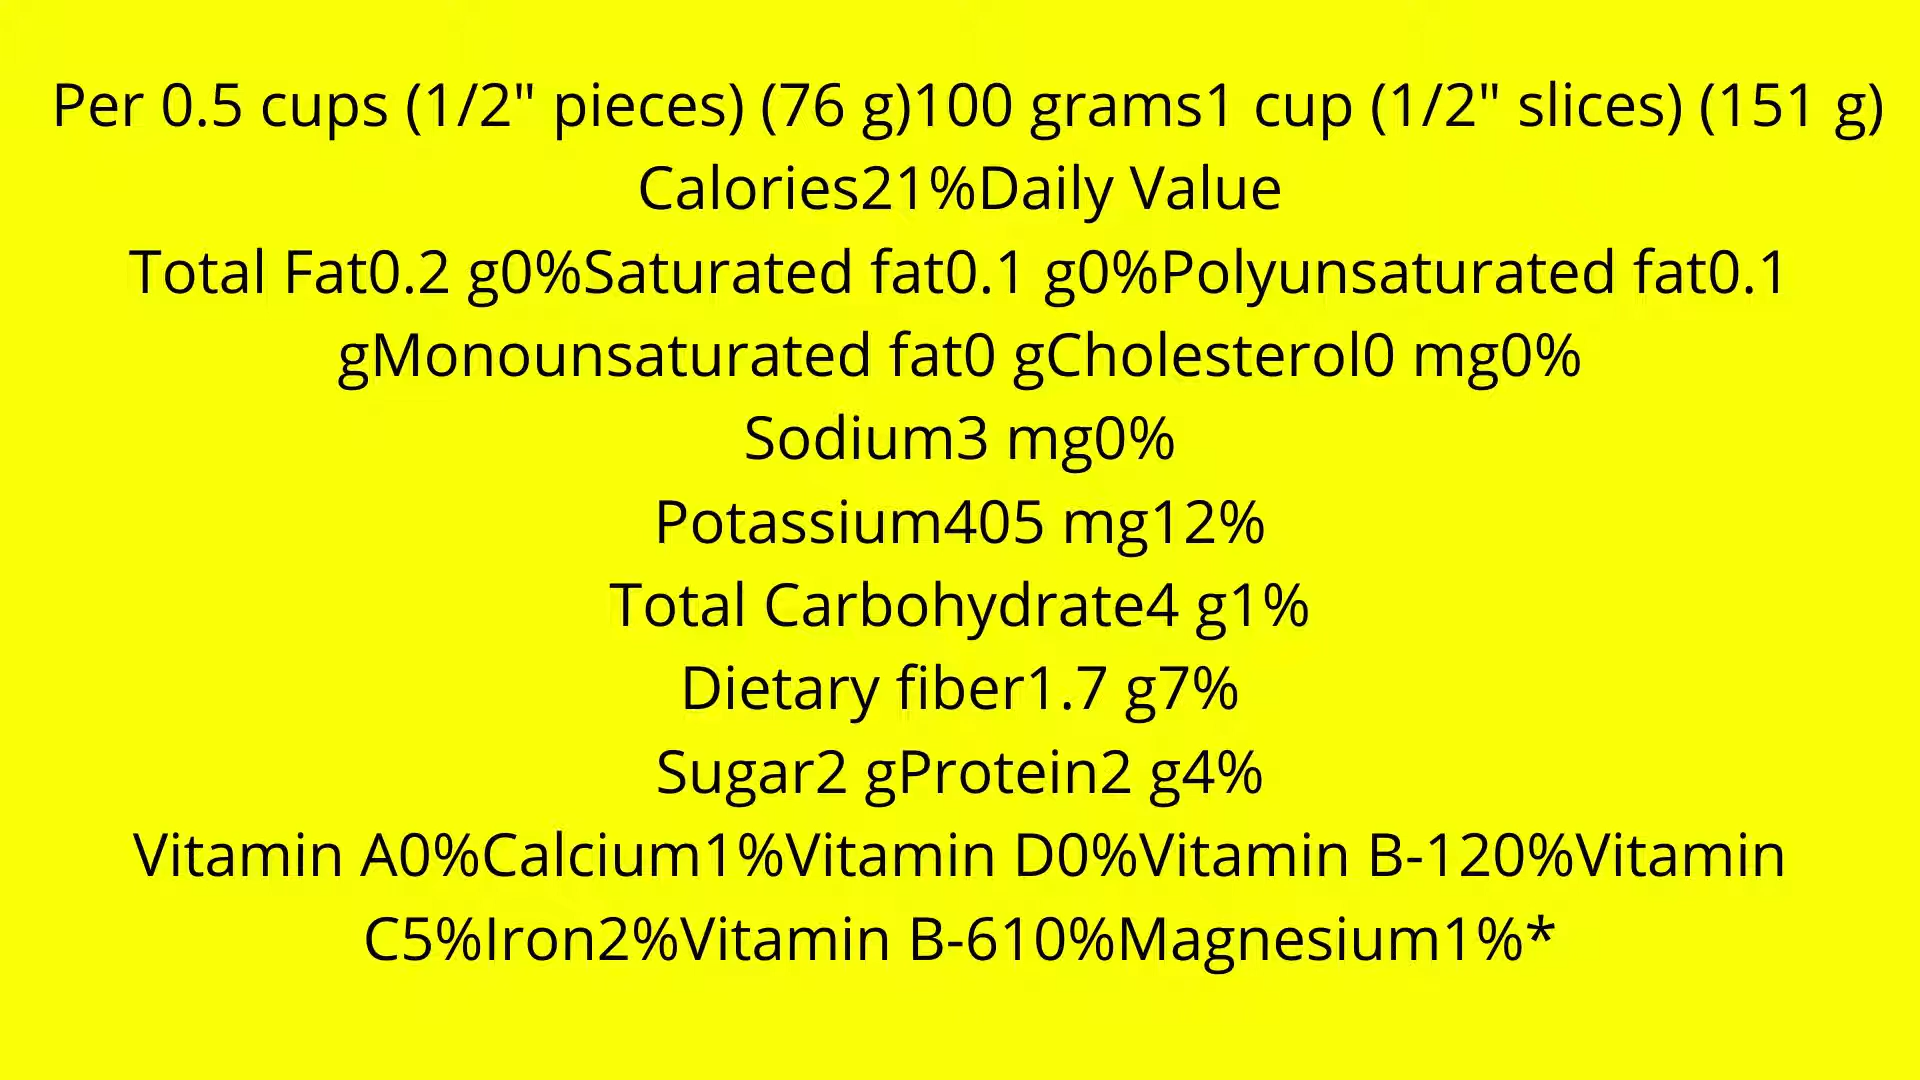 Per 0.5 cups (1/2" pieces) (76 g)100 grams1 cup (1/2" slices) (151 g)
Calories21%Daily Value
Total Fat0.2 g0%Saturated fat0.1 g0%Polyunsaturated fat0.1
gMonounsaturated fat0 gCholesterol0 mg0%
Sodium3 mg0%
Potassium405 mg12%
Total Carbohydrate4 g1%
Dietary fiber1.7 g7%
Sugar2 gProtein2 g4%
Vitamin A0%Calcium1%Vitamin D0%Vitamin B-120%Vitamin
C5%Iron2%Vitamin B-610%Magnesium1%*